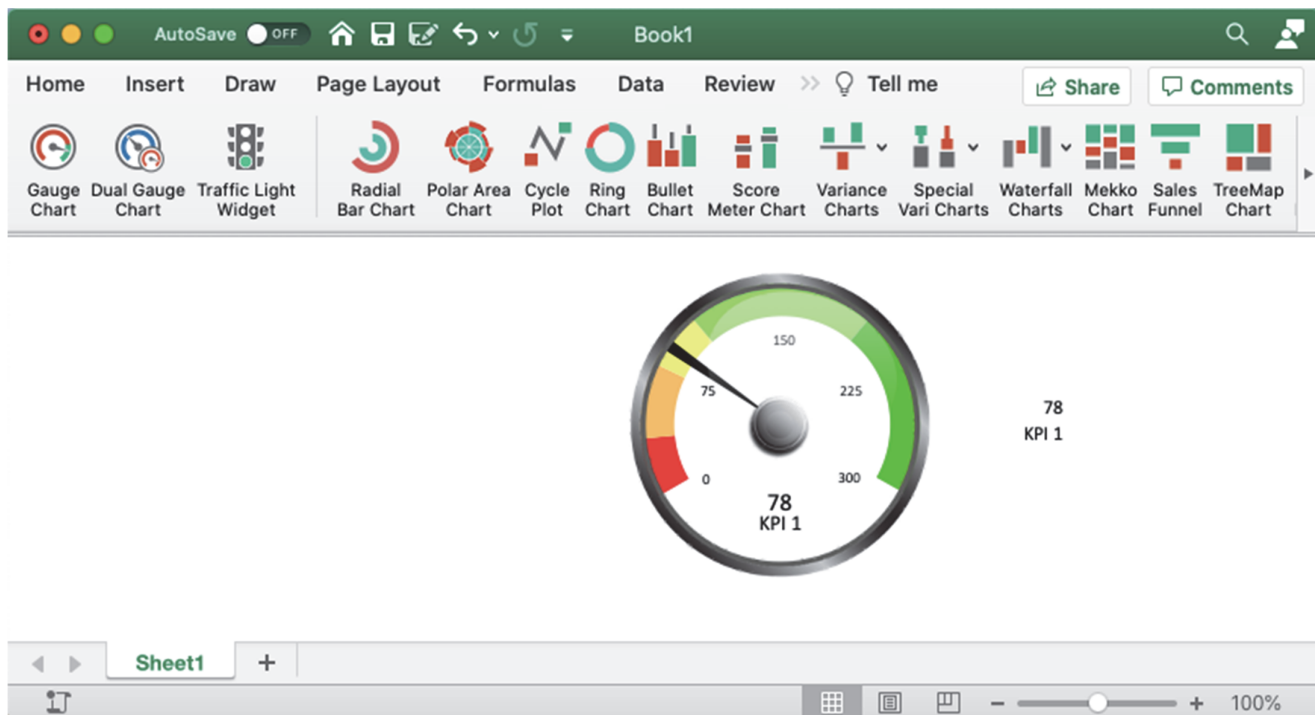 AutoSave OFF Book1
Home Insert Draw Page Layout Formulas Data Review Tell me Share Comments
Gauge Dual Gauge Traffic Light Radial Polar Area Cycle Ring Bullet Score Variance Special Waterfall Mekko Sales TreeMap
Chart Chart Widget Bar Chart Chart Plot Chart Chart Meter Chart Charts Vari Charts Charts Chart Funnel Chart
150
75 225
0 300
78
KPI 1
78
KPI 1
Sheet1
100%